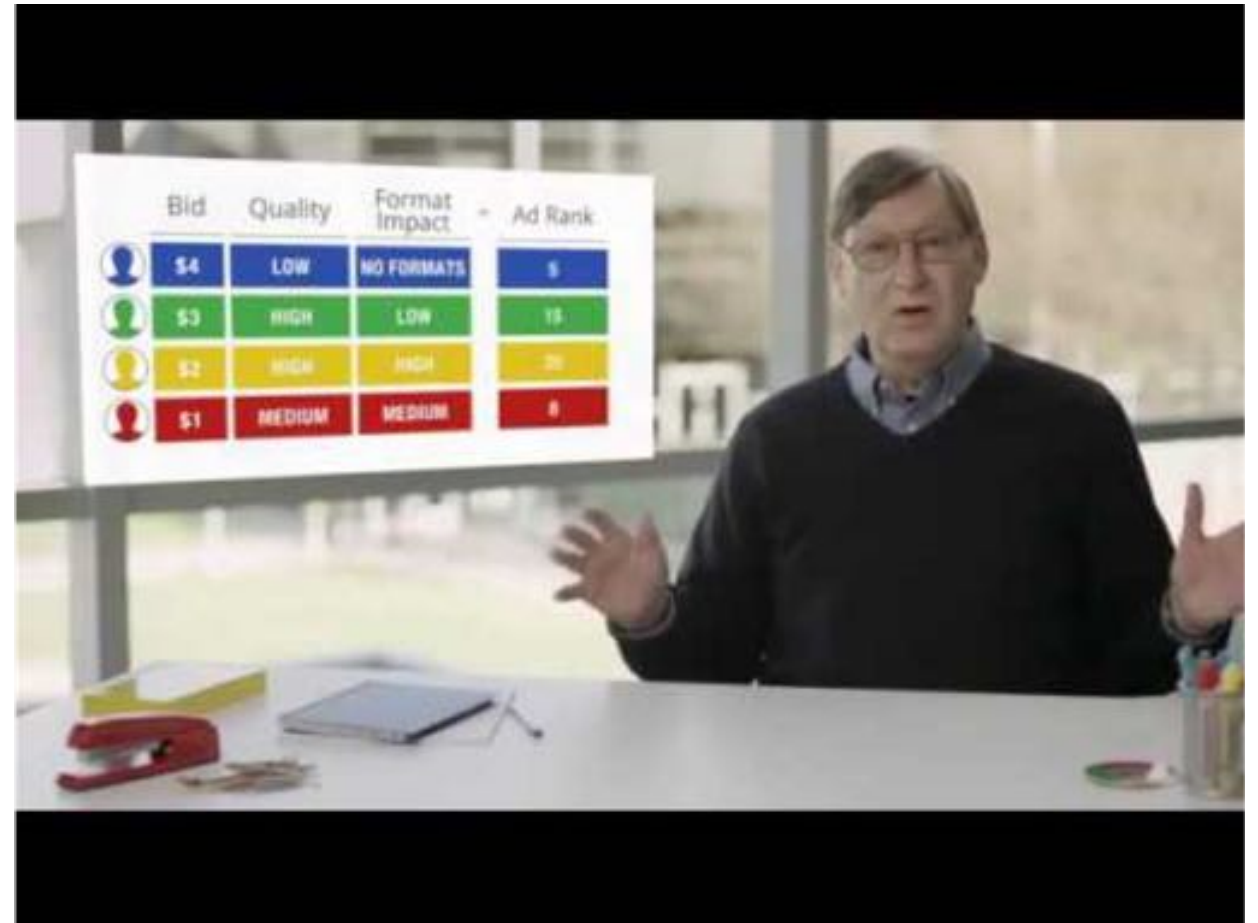 Bid Quality Format Impact = Ad Rank
$4 LOW NO FORMATS 5
$3 HIGH LOW 15
$2 HIGH HIGH 20
$1 MEDIUM MEDIUM 8
H